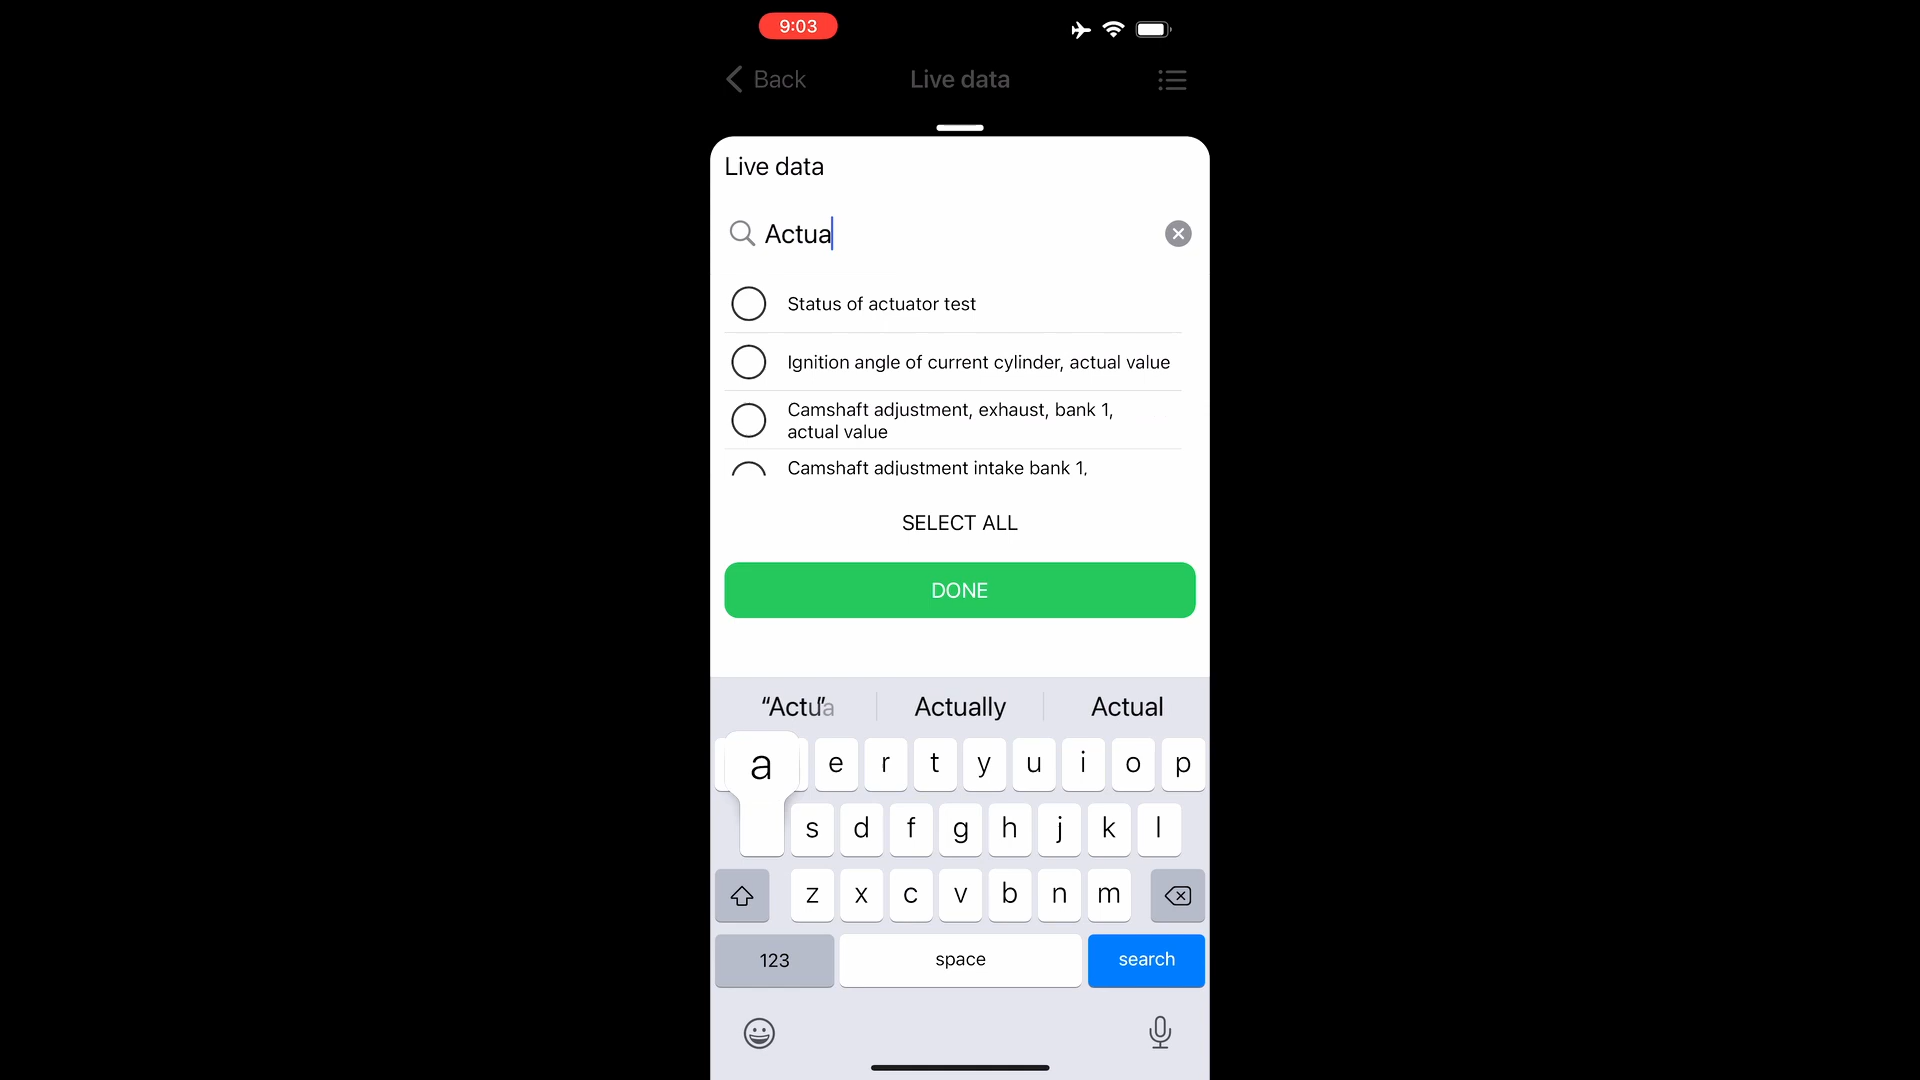 9:03
Back
Live data
Live data
Actua
Status of actuator test
Ignition angle of current cylinder, actual value
Camshaft adjustment, exhaust, bank 1,
actual value
Camshaft adjustment intake bank 1,
SELECT ALL
DONE
“Actu”a
Actually
Actual
a e r t y u i o p
s d f g h j k l
z x c v b n m
123
space
search